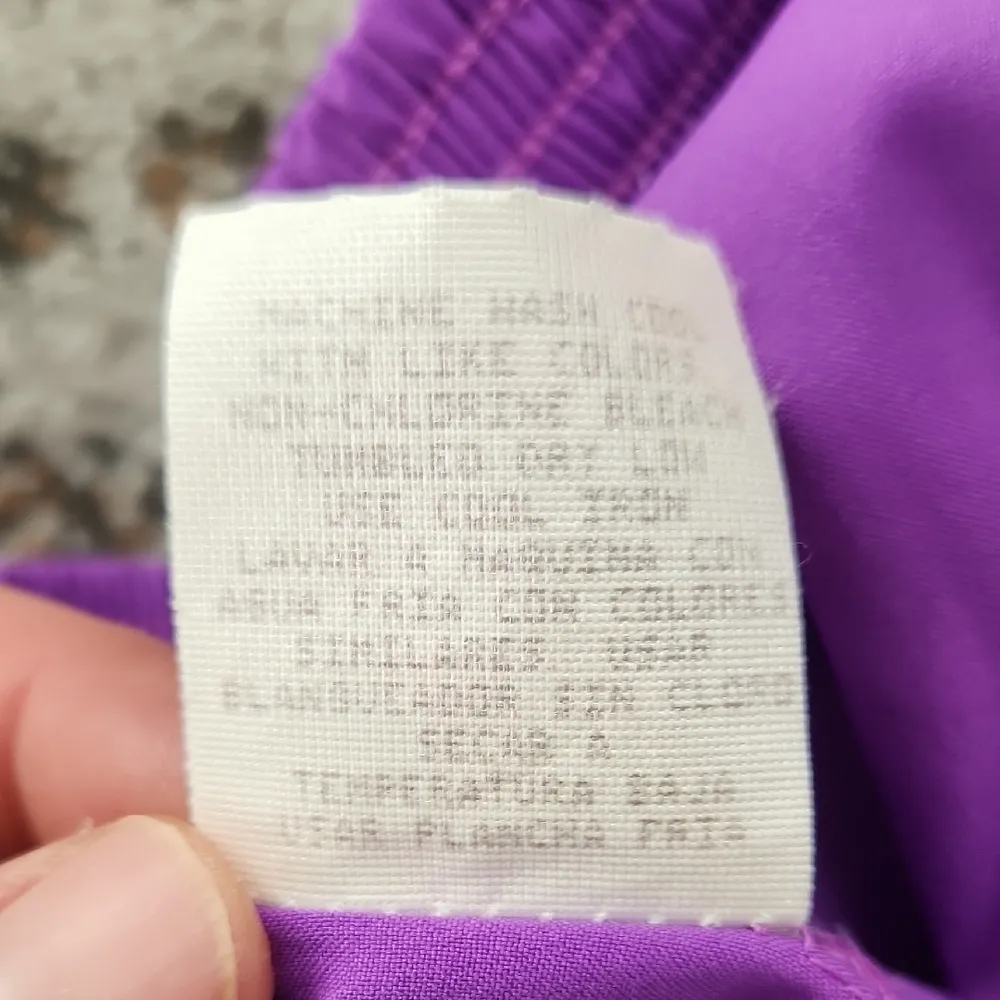 MACHINE WASH COOL
WITH LIKE COLORS
NON-CHLORINE BLEACH
TUMBLED DRY LOW
USE COOL IRON
LAVAR A MAQUINA CON
AGUA FRIA CON COLORES
SIMILARES. USAR
BLANQUEADOR SIN CLORO
SECAR A
TEMPERATURA BAJA
USAR PLANCHA FRIA